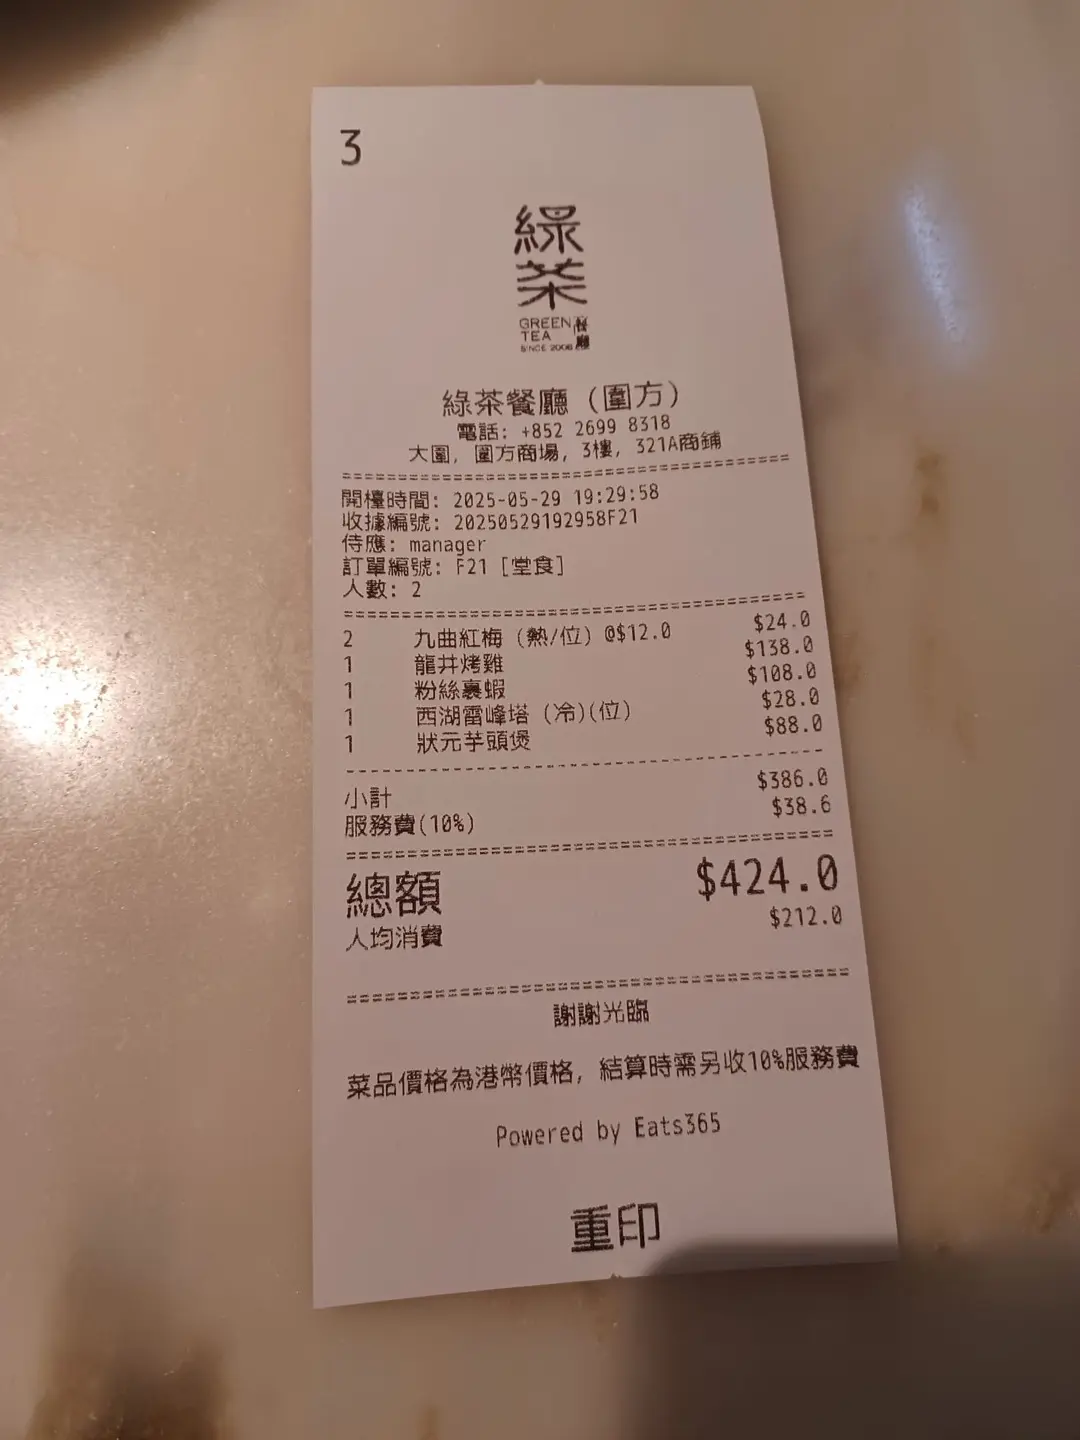 3
綠茶
GREEN TEA 餐廳
SINCE 2008
綠茶餐廳 (圍方)
電話: +852 2699 8318
大圍, 圍方商場, 3樓, 321A商鋪
開檯時間: 2025-05-29 19:29:58
收據編號: 20250529192958F21
侍應: manager
訂單編號: F21 [堂食]
人數: 2
2 九曲紅梅 (熱/位) @$12.0 $24.0
1 龍井烤雞 $138.0
1 粉絲裹蝦 $108.0
1 西湖雷峰塔 (冷)(位) $28.0
1 狀元芋頭煲 $88.0
小計 $386.0
服務費(10%) $38.6
總額 $424.0
人均消費 $212.0
謝謝光臨
菜品價格為港幣價格, 結算時需另收10%服務費
Powered by Eats365
重印